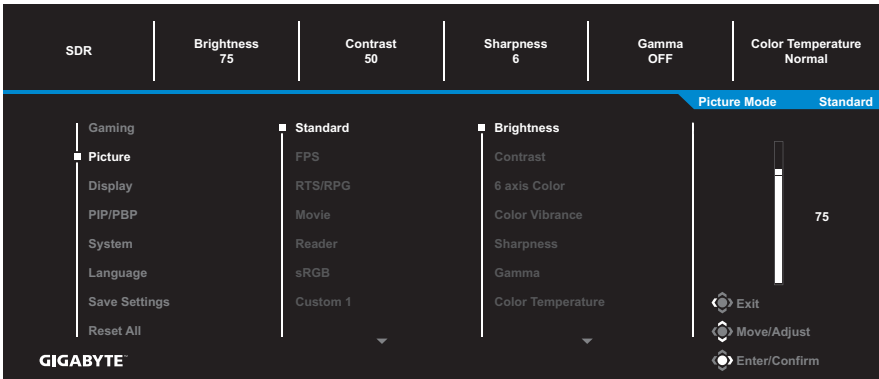 SDR
Brightness
75
Contrast
50
Sharpness
6
Gamma
OFF
Color Temperature
Normal
Picture Mode Standard
Gaming
Picture
Display
PIP/PBP
System
Language
Save Settings
Reset All
Standard
FPS
RTS/RPG
Movie
Reader
sRGB
Custom 1
Brightness
Contrast
6 axis Color
Color Vibrance
Sharpness
Gamma
Color Temperature
75
Exit
Move/Adjust
Enter/Confirm
GIGABYTE™